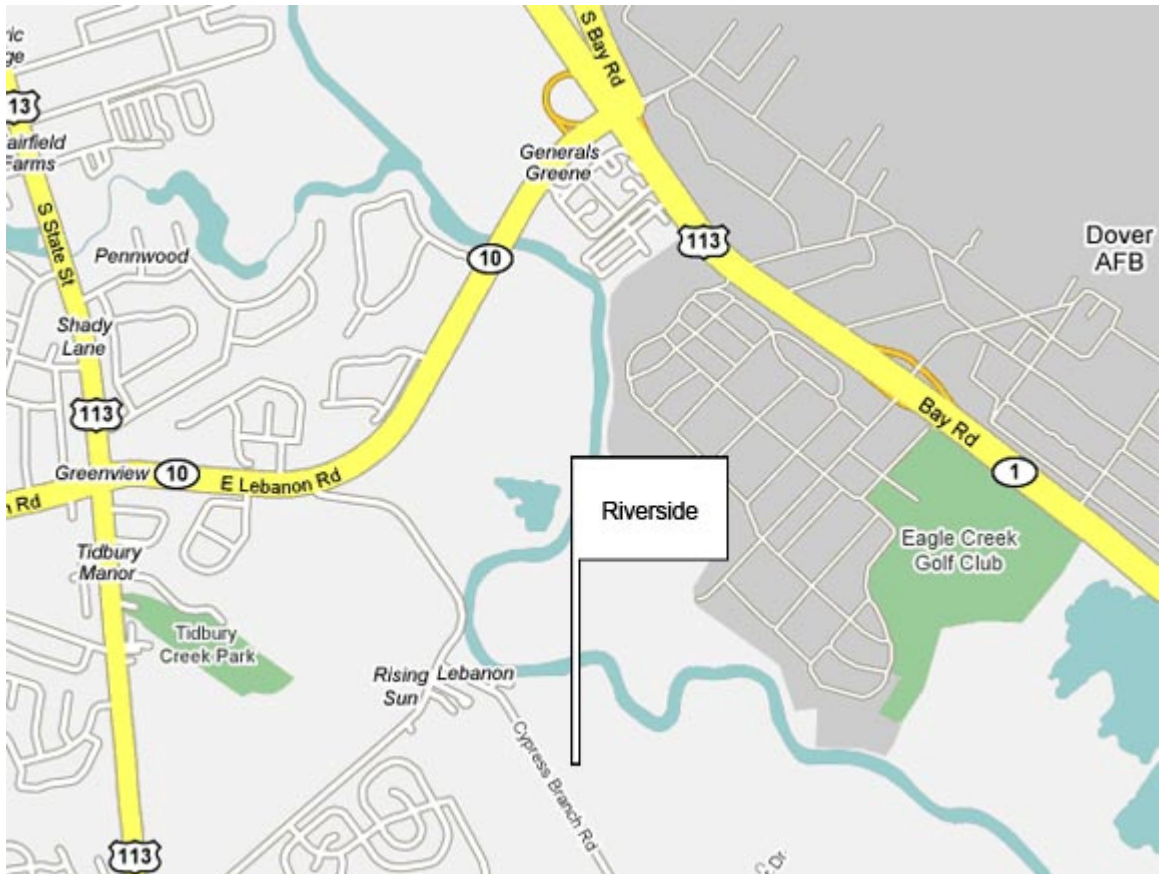 S Bay Rd
ric
ge
13
airfield
Farms
Generals
Greene
S State St
113
Dover
AFB
10
Pennwood
Shady
Lane
113
Bay Rd
Greenview
10
E Lebanon Rd
1
n Rd
Riverside
Eagle Creek
Golf Club
Tidbury
Manor
Tidbury
Creek Park
Rising
Sun
Lebanon
Cypress Branch Rd
113
C Dr